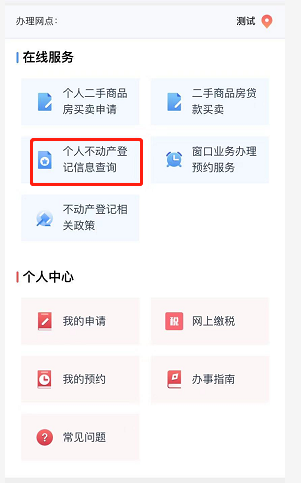 办理网点：
测试
在线服务
个人二手商品
房买卖申请
二手商品房贷
款买卖
个人不动产登
记信息查询
窗口业务办理
预约服务
不动产登记相
关政策
个人中心
我的申请
税
网上缴税
我的预约
办事指南
?
常见问题